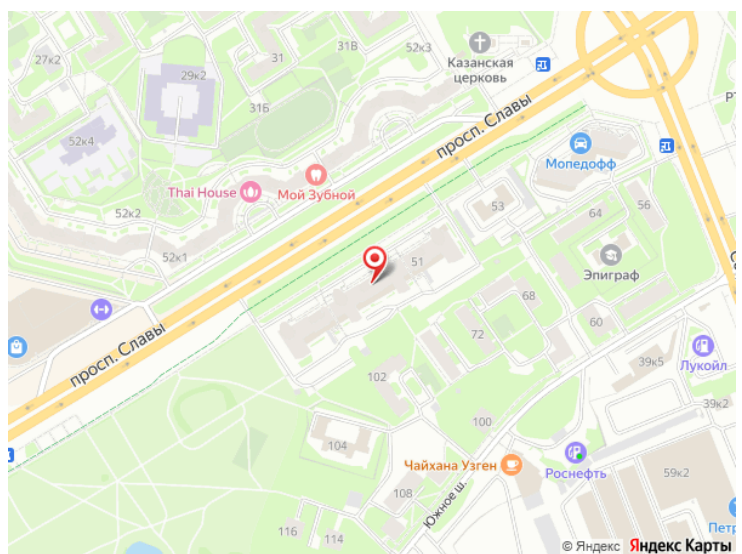 31В
52к3
Казанская
церковь
27к2
31
29к2
31Б
просп. Славы
Мопедофф
52к4
Thai House
Мой Зубной
53
56
64
52к2
52к1
51
Эпиграф
68
60
72
просп. Славы
39к5
Лукойл
102
39к2
100
104
Чайхана Узген
Роснефть
59к2
108
Южное ш.
116
114
© Яндекс Яндекс Карты